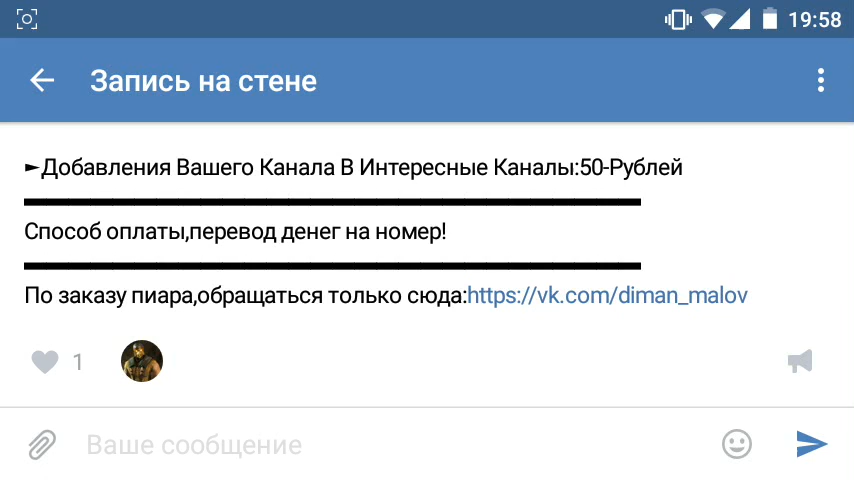 19:58
Запись на стене
►Добавления Вашего Канала В Интересные Каналы:50-Рублей
Способ оплаты,перевод денег на номер!
По заказу пиара,обращаться только сюда:https://vk.com/diman_malov
1
Ваше сообщение